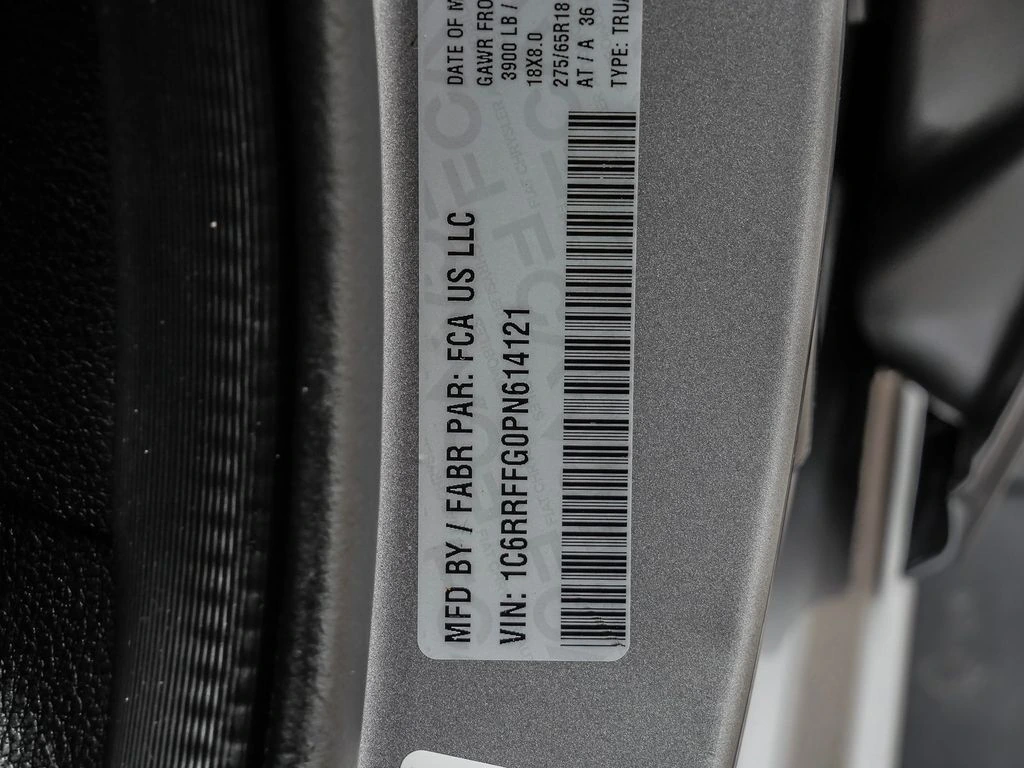 MFD BY / FABR PAR: FCA US LLC
DATE OF M
VIN: 1C6RRFFG0PN614121
GAWR FRO
3900 LB /
18X8.0
275/65R18
AT / A 36
TYPE: TRU